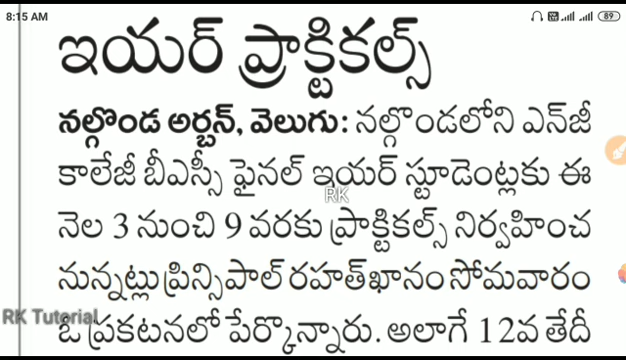 8:15 AM
89
ఇయర్ ప్రాక్టికల్స్
నల్గొండ అర్బన్, వెలుగు: నల్గొండలోని ఎన్‌జీ
కాలేజీ బీఎస్సీ ఫైనల్ ఇయర్ స్టూడెంట్లకు ఈ
RK
నెల 3 నుంచి 9 వరకు ప్రాక్టికల్స్ నిర్వహించ
నున్నట్లు ప్రిన్సిపాల్ రహత్‌ఖానం సోమవారం
RK Tutorial
ఓ ప్రకటనలో పేర్కొన్నారు. అలాగే 12వ తేదీ